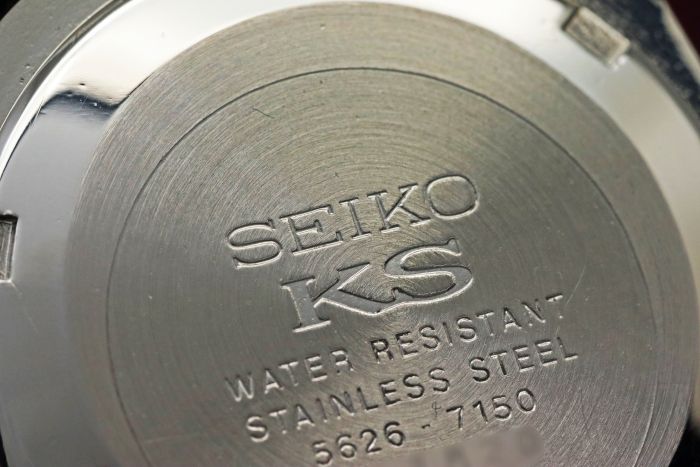 SEIKO
KS
WATER RESISTANT
STAINLESS STEEL
5626-7150